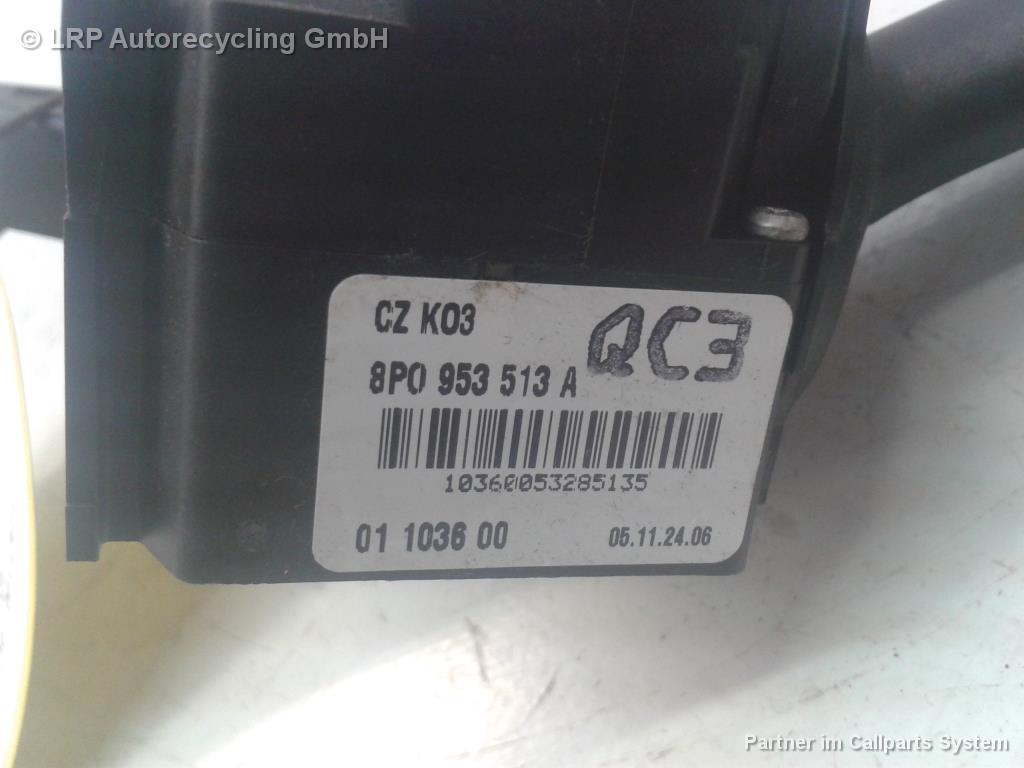 © LRP Autorecycling GmbH
CZ K03
QC3
8P0 953 513 A
10360053285135
01 1036 00
05.11.24.06
Partner im Callparts System